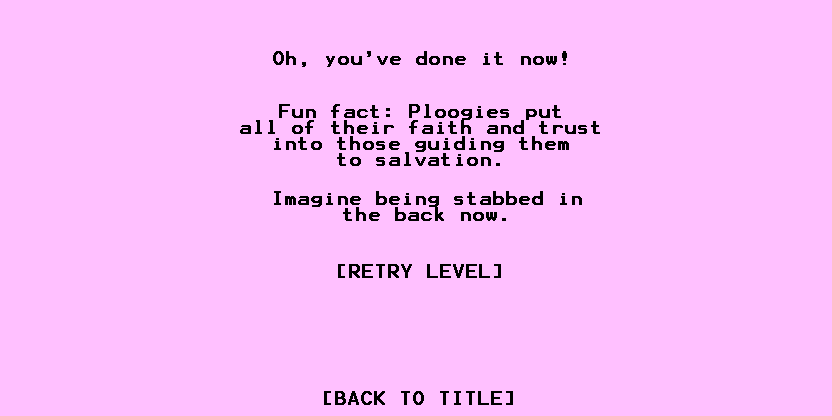 Oh, you've done it now!
Fun fact: Ploogies put
all of their faith and trust
into those guiding them
to salvation.
Imagine being stabbed in
the back now.
[RETRY LEVEL]
[BACK TO TITLE]